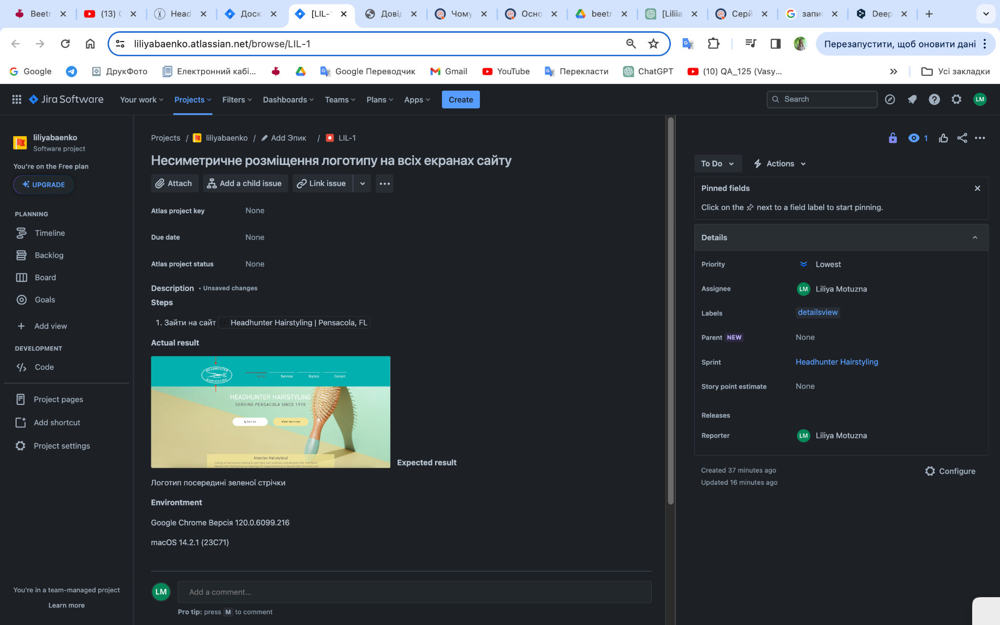 Beetr
(13)
Head
Доск
[LIL-1
Довід
Чому
Осно
beetr
[Liliia
Серй
запис
Deep
liliyabaenko.atlassian.net/browse/LIL-1
Перезапустити, щоб оновити дані
Google
ДрукФото
Електронний кабі...
Google Переводчик
Gmail
YouTube
Перекласти
ChatGPT
(10) QA_125 (Vasy...
Усі закладки
Jira Software
Your work
Projects
Filters
Dashboards
Teams
Plans
Apps
Create
Search
LM
liliyabaenko
Software project
You're on the Free plan
UPGRADE
PLANNING
Timeline
Backlog
Board
Goals
Add view
DEVELOPMENT
Code
Project pages
Add shortcut
Project settings
You're in a team-managed project
Learn more
Projects / liliyabaenko / Add Эпик / LIL-1
Несиметричне розміщення логотипу на всіх екранах сайту
Attach
Add a child issue
Link issue
Atlas project key None
Due date None
Atlas project status None
Description • Unsaved changes
Steps
1. Зайти на сайт Headhunter Hairstyling | Pensacola, FL
Actual result
HEADHUNTER
HAIR STYLING
Services
Stylists
Contact
HEADHUNTER HAIRSTYLING
SERVING PENSACOLA SINCE 1978
Call Us
View Services
Attention Hairstylists!
Expected result
Логотип посередині зеленої стрічки
Environtment
Google Chrome Версія 120.0.6099.216
macOS 14.2.1 (23C71)
LM
Add a comment...
Pro tip: press M to comment
1
To Do
Actions
Pinned fields
Click on the next to a field label to start pinning.
Details
Priority Lowest
Assignee LM Liliya Motuzna
Labels detailsview
Parent NEW None
Sprint Headhunter Hairstyling
Story point estimate None
Releases
Reporter LM Liliya Motuzna
Created 37 minutes ago
Updated 16 minutes ago
Configure